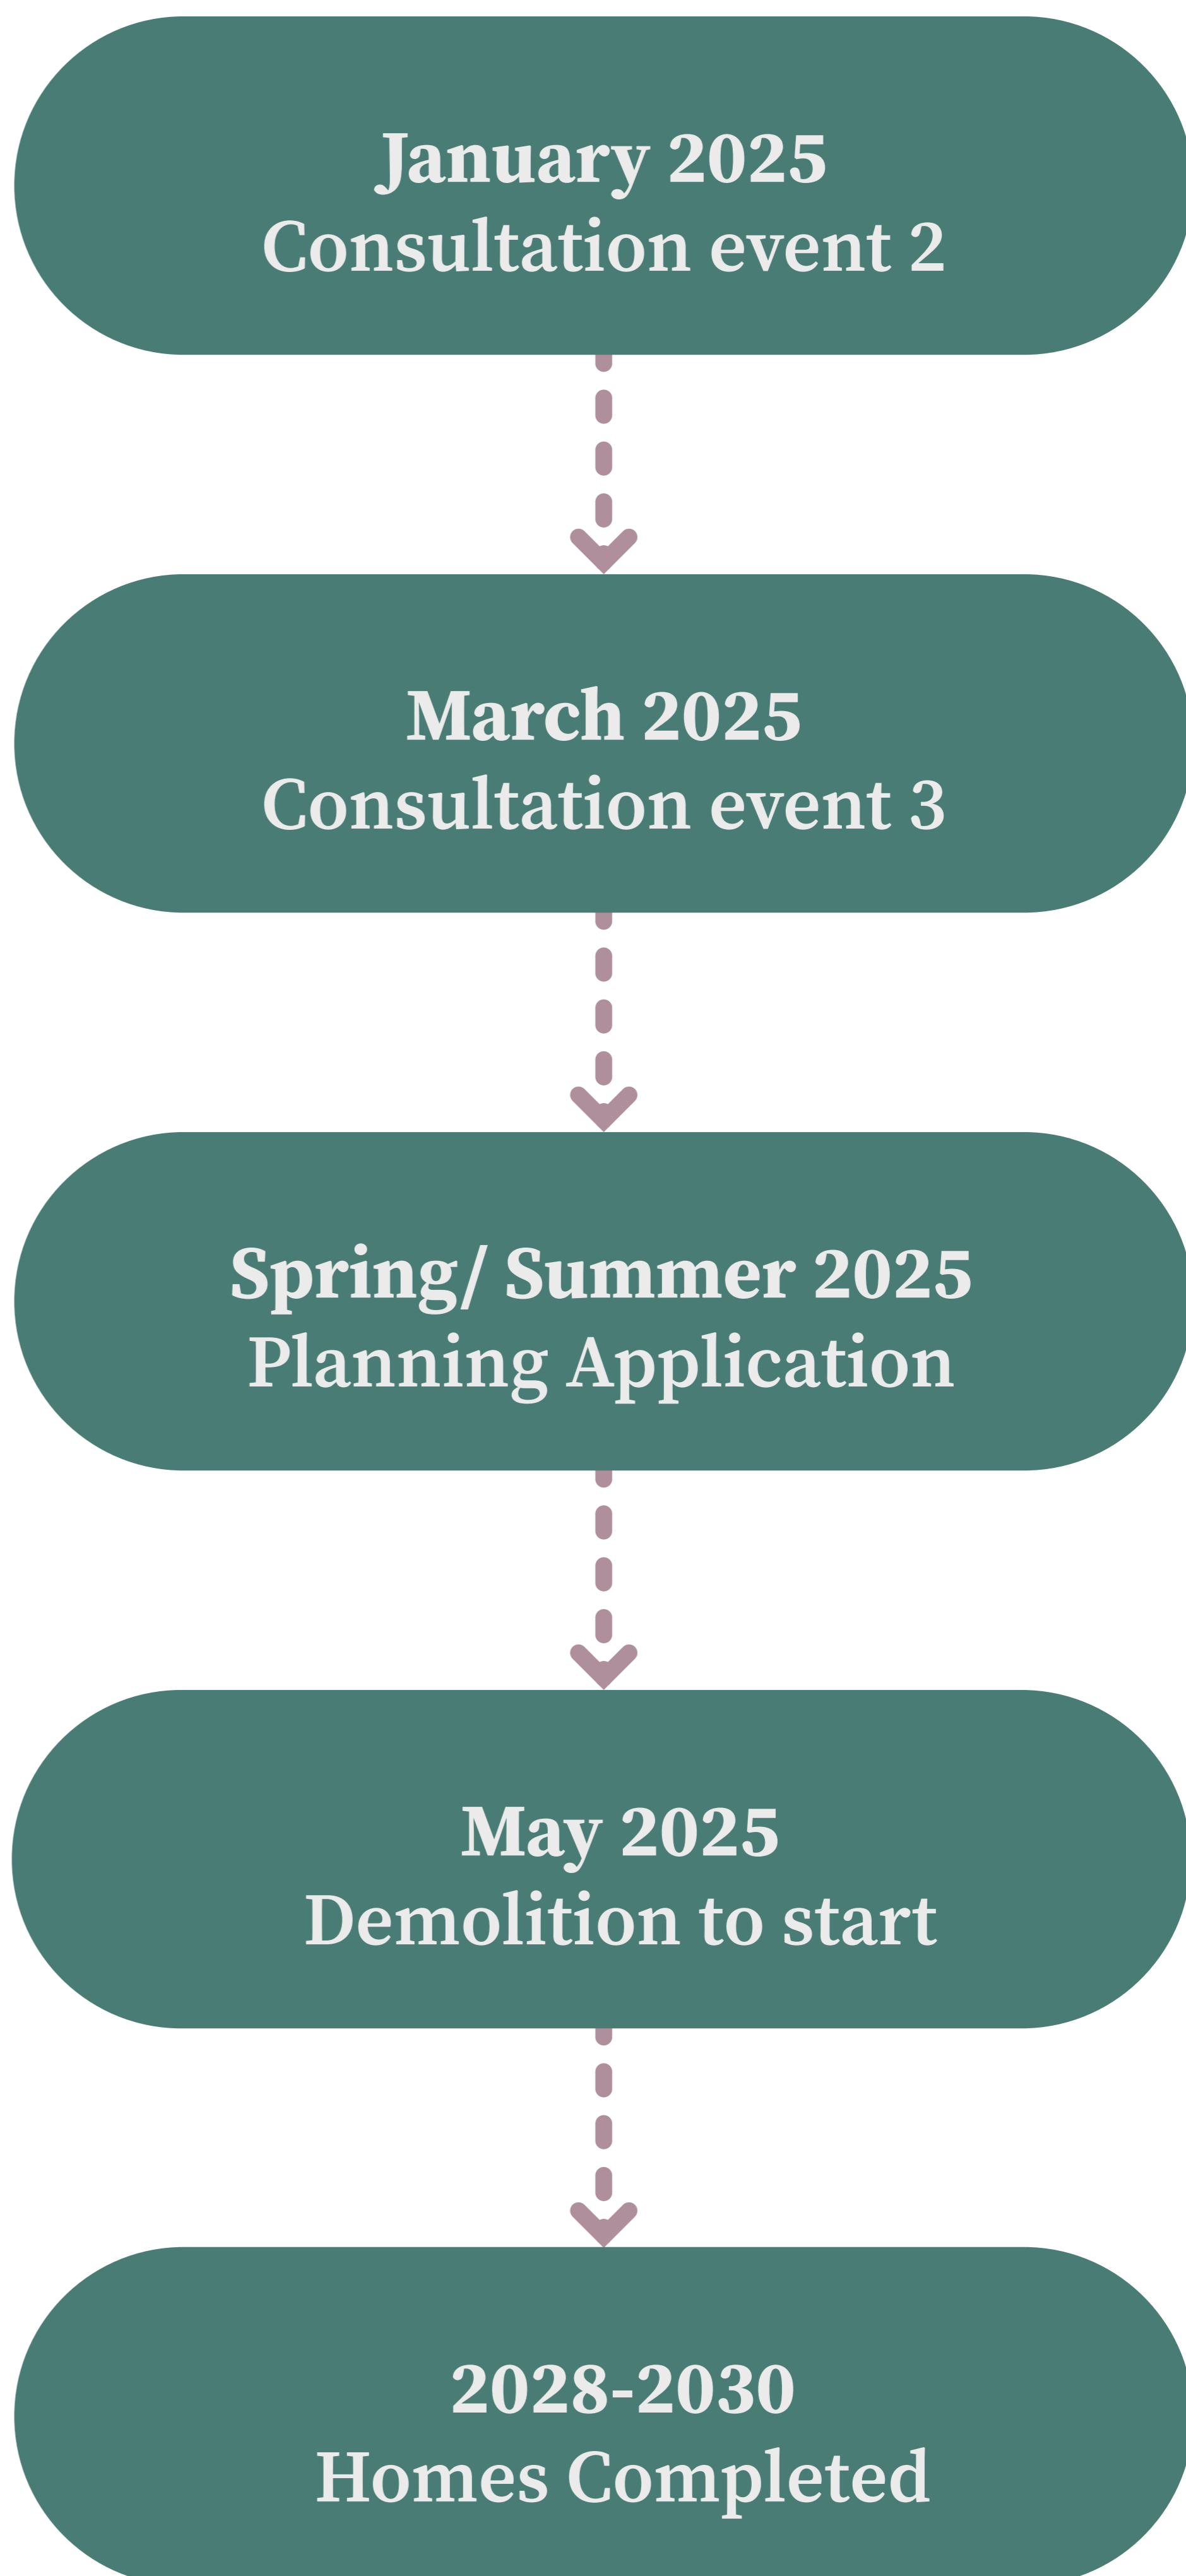 January 2025
Consultation event 2
March 2025
Consultation event 3
Spring/ Summer 2025
Planning Application
May 2025
Demolition to start
2028-2030
Homes Completed